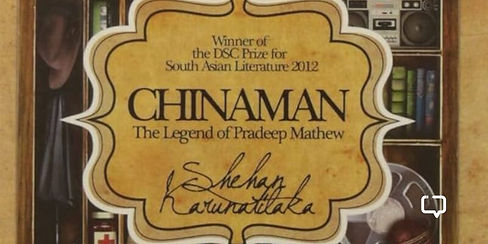 Winner of
the DSC Prize for
South Asian Literature 2012
CHINAMAN
The Legend of Pradeep Mathew
Shehan
Karunatilaka